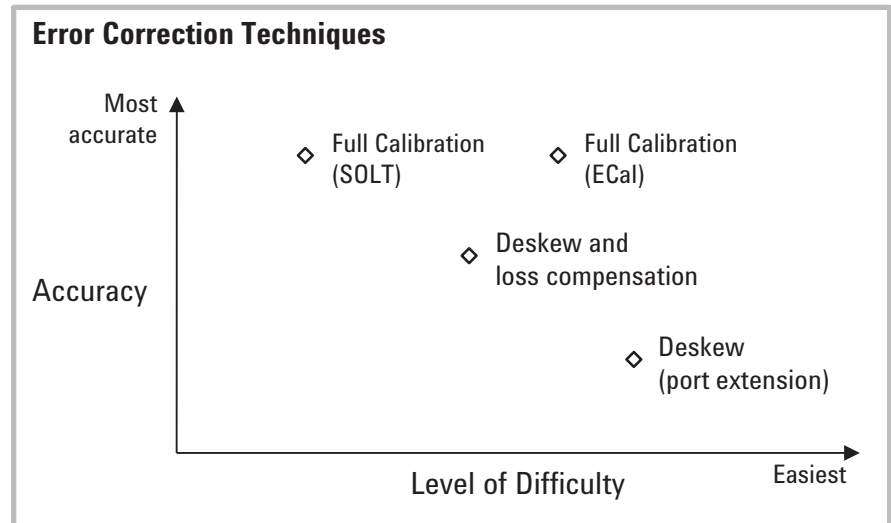 Error Correction Techniques
Most
accurate
Full Calibration
(SOLT)
Full Calibration
(ECal)
Deskew and
loss compensation
Accuracy
Deskew
(port extension)
Level of Difficulty
Easiest